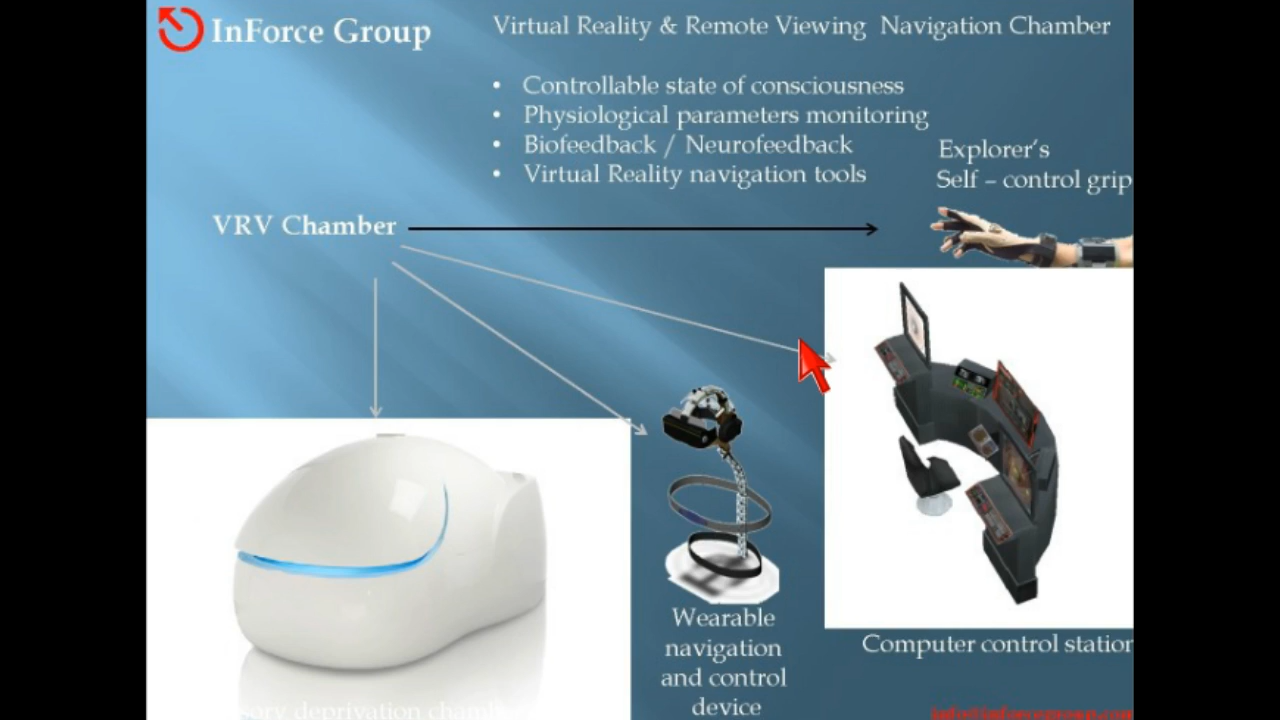 InForce Group
Virtual Reality & Remote Viewing Navigation Chamber
• Controllable state of consciousness
• Physiological parameters monitoring
• Biofeedback / Neurofeedback
• Virtual Reality navigation tools
Explorer's
Self – control grip
VRV Chamber
Wearable
navigation
and control
device
Computer control station
deprivation